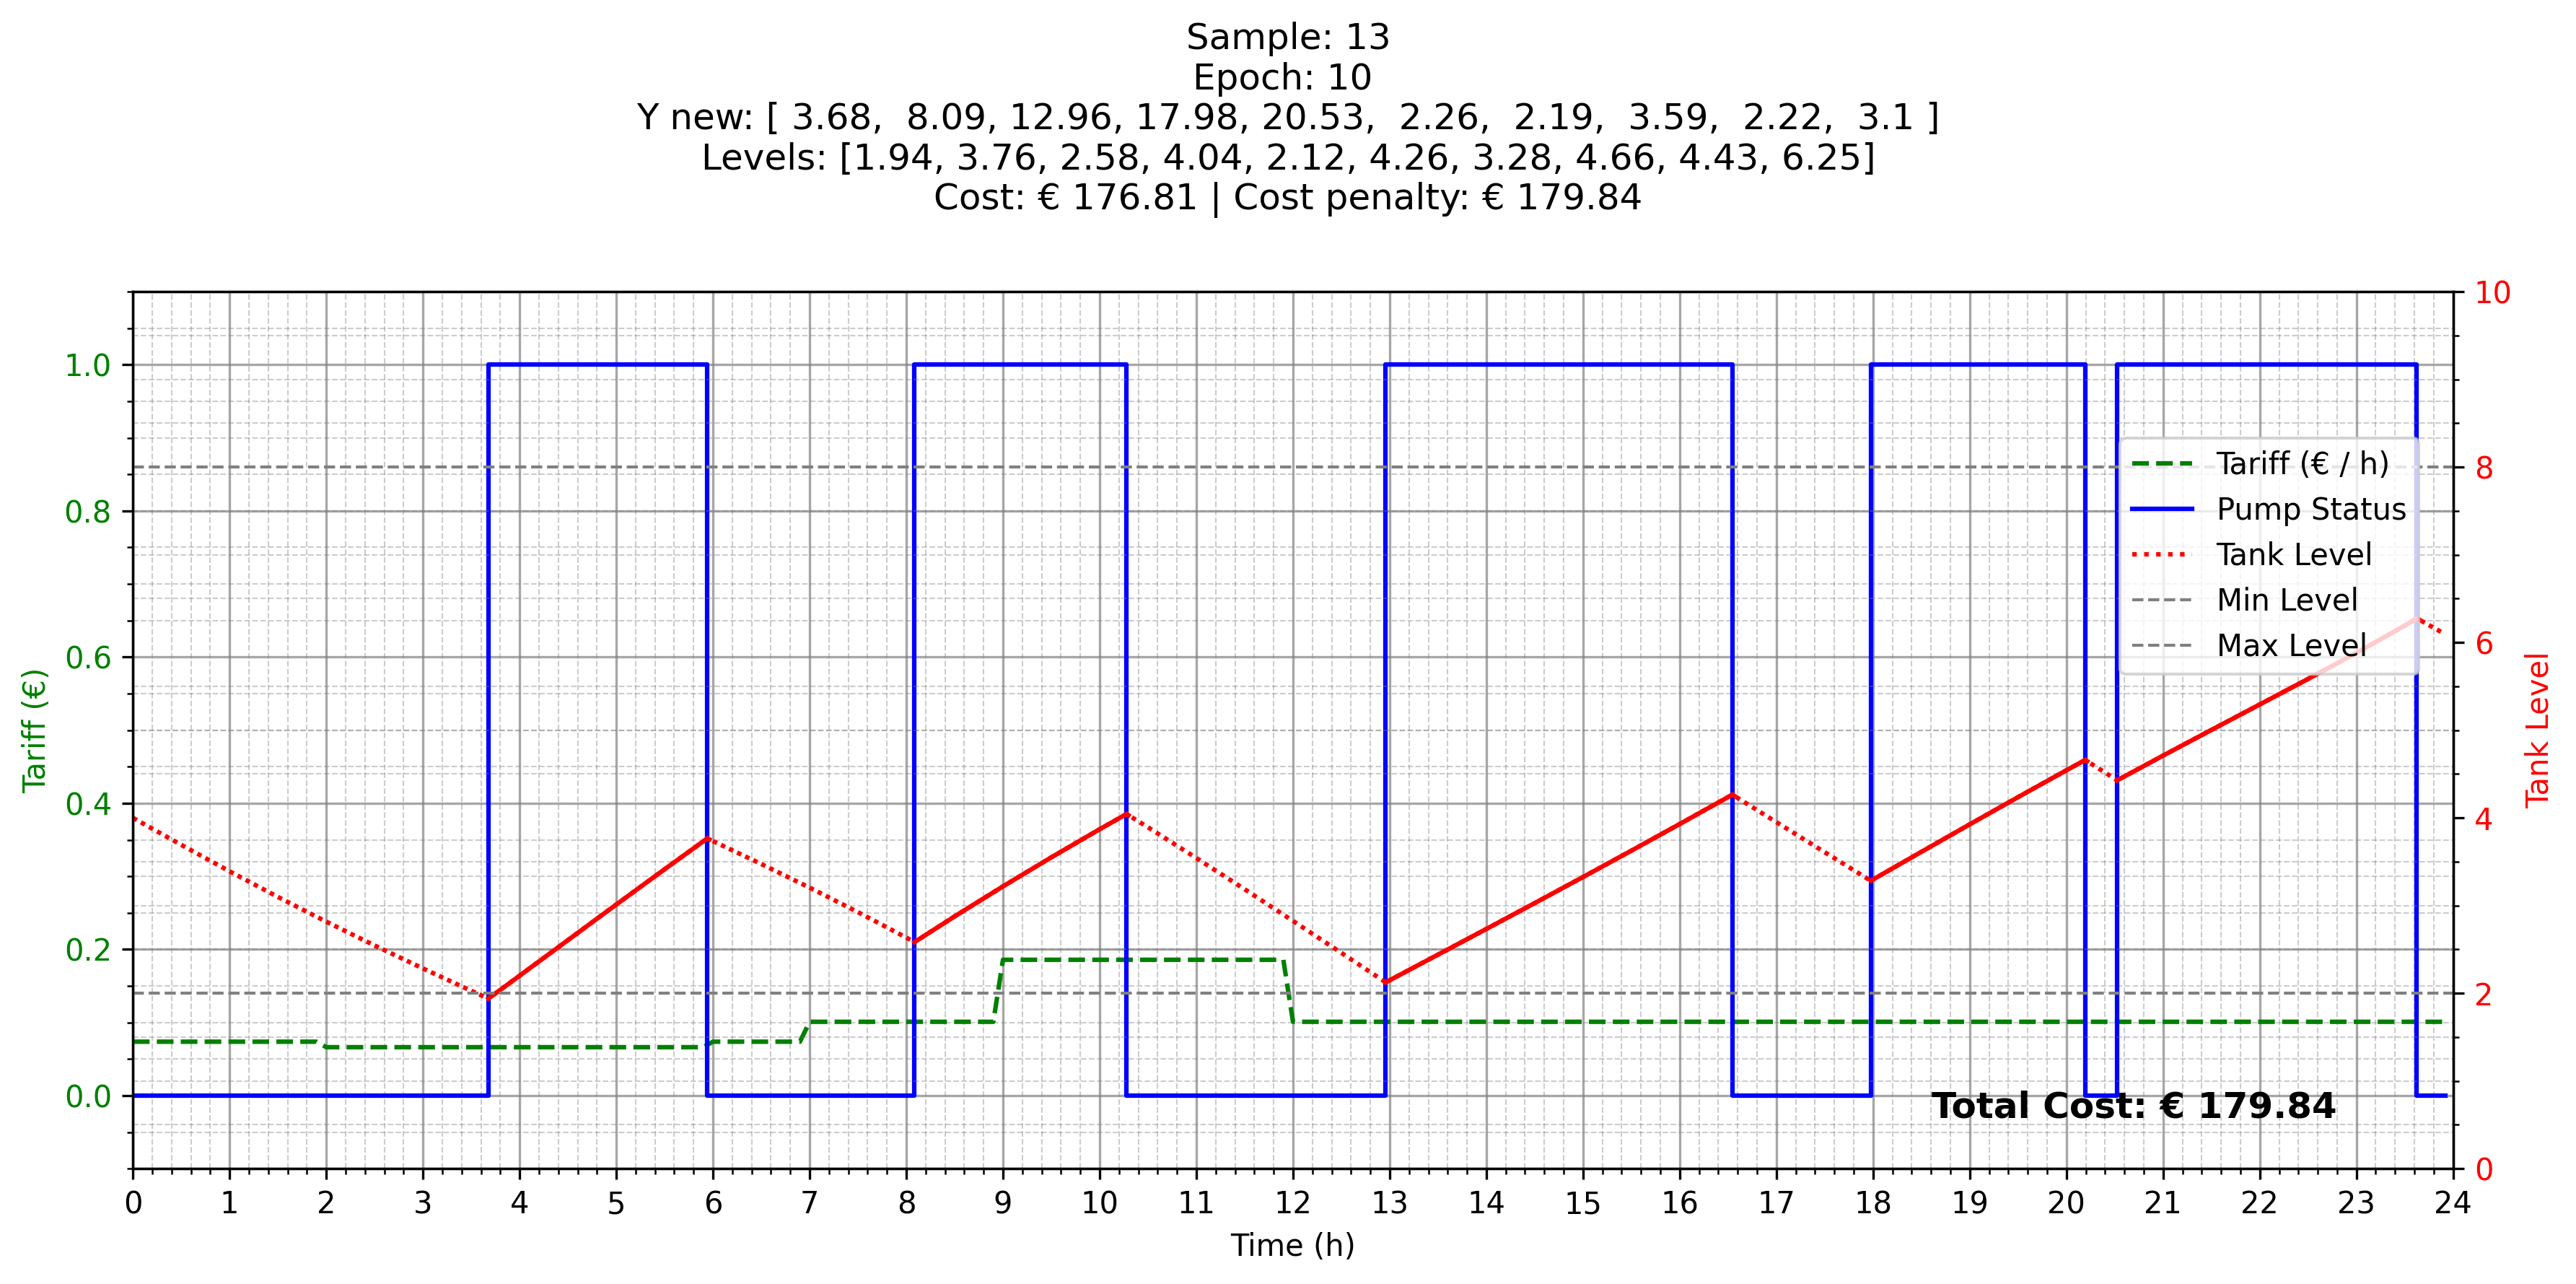 Sample: 13
Epoch: 10
Y new: [ 3.68,  8.09, 12.96, 17.98, 20.53,  2.26,  2.19,  3.59,  2.22,  3.1 ]
Levels: [1.94, 3.76, 2.58, 4.04, 2.12, 4.26, 3.28, 4.66, 4.43, 6.25]
Cost: € 176.81 | Cost penalty: € 179.84
1.0
0.8
0.6
0.4
0.2
0.0
Tariff (€)
10
8
6
4
2
0
Tank Level
Tariff (€ / h)
Pump Status
Tank Level
Min Level
Max Level
Total Cost: € 179.84
0 1 2 3 4 5 6 7 8 9 10 11 12 13 14 15 16 17 18 19 20 21 22 23 24
Time (h)